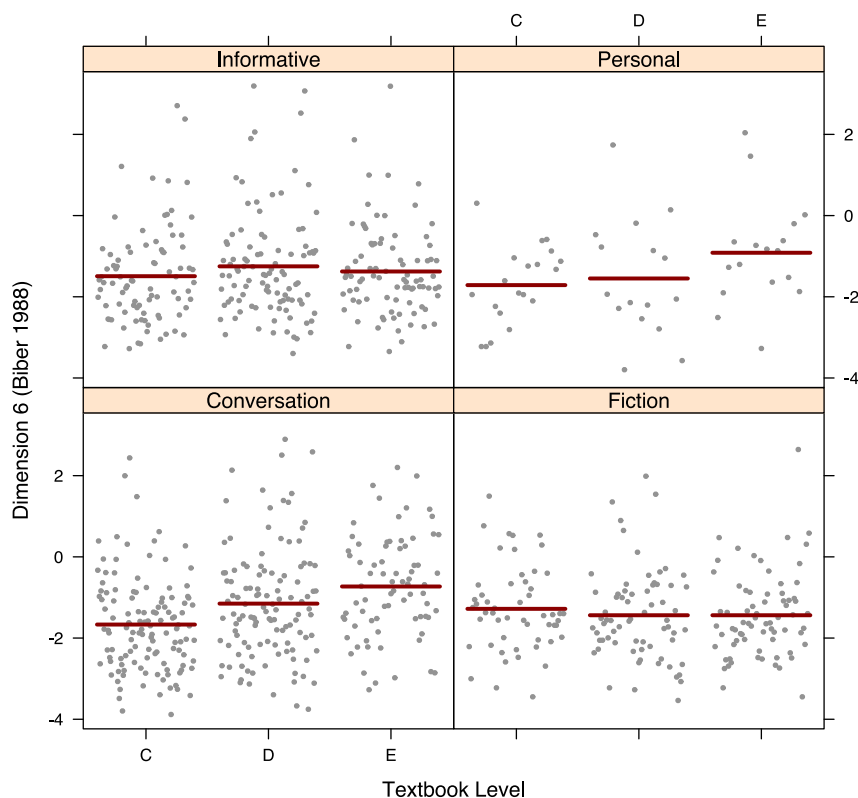 C D E
Informative Personal
2
0
-2
-4
Conversation Fiction
2
0
-2
-4
C D E
Textbook Level
Dimension 6 (Biber 1988)